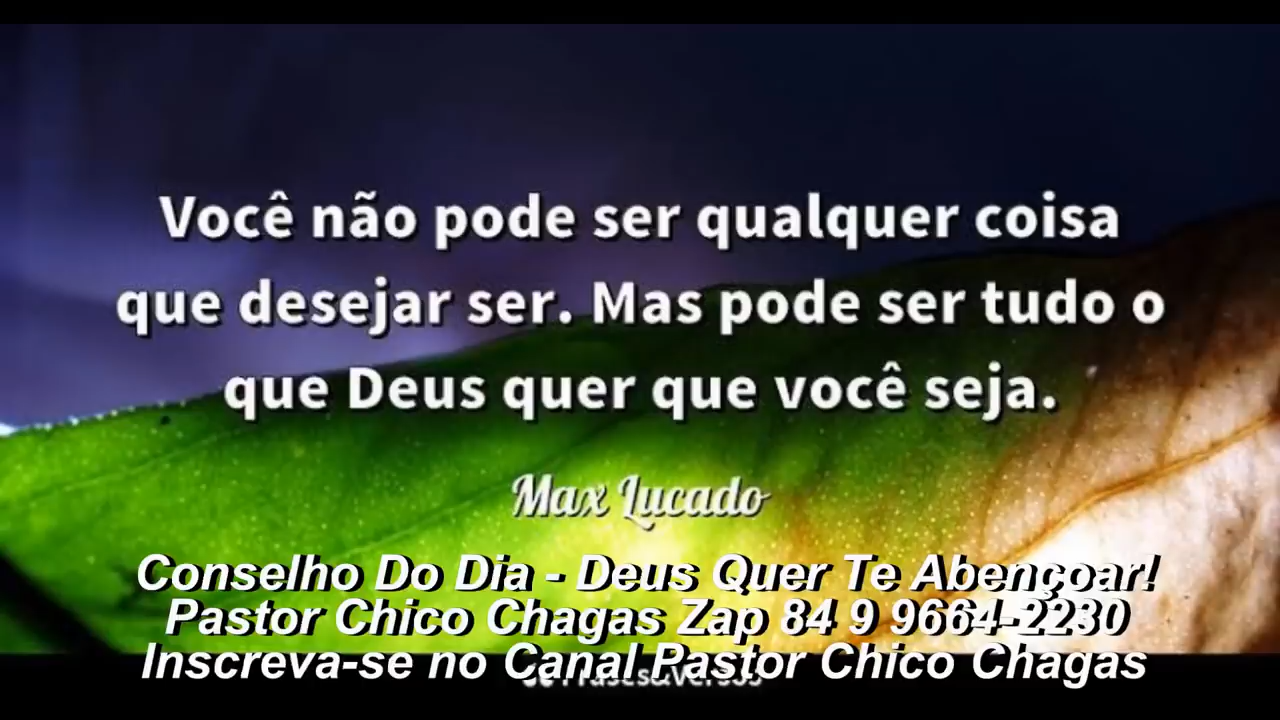 Você não pode ser qualquer coisa
que desejar ser. Mas pode ser tudo o
que Deus quer que você seja.
Max Lucado
Conselho Do Dia - Deus Quer Te Abençoar!
Pastor Chico Chagas Zap 84 9 9664-2230
Inscreva-se no Canal Pastor Chico Chagas